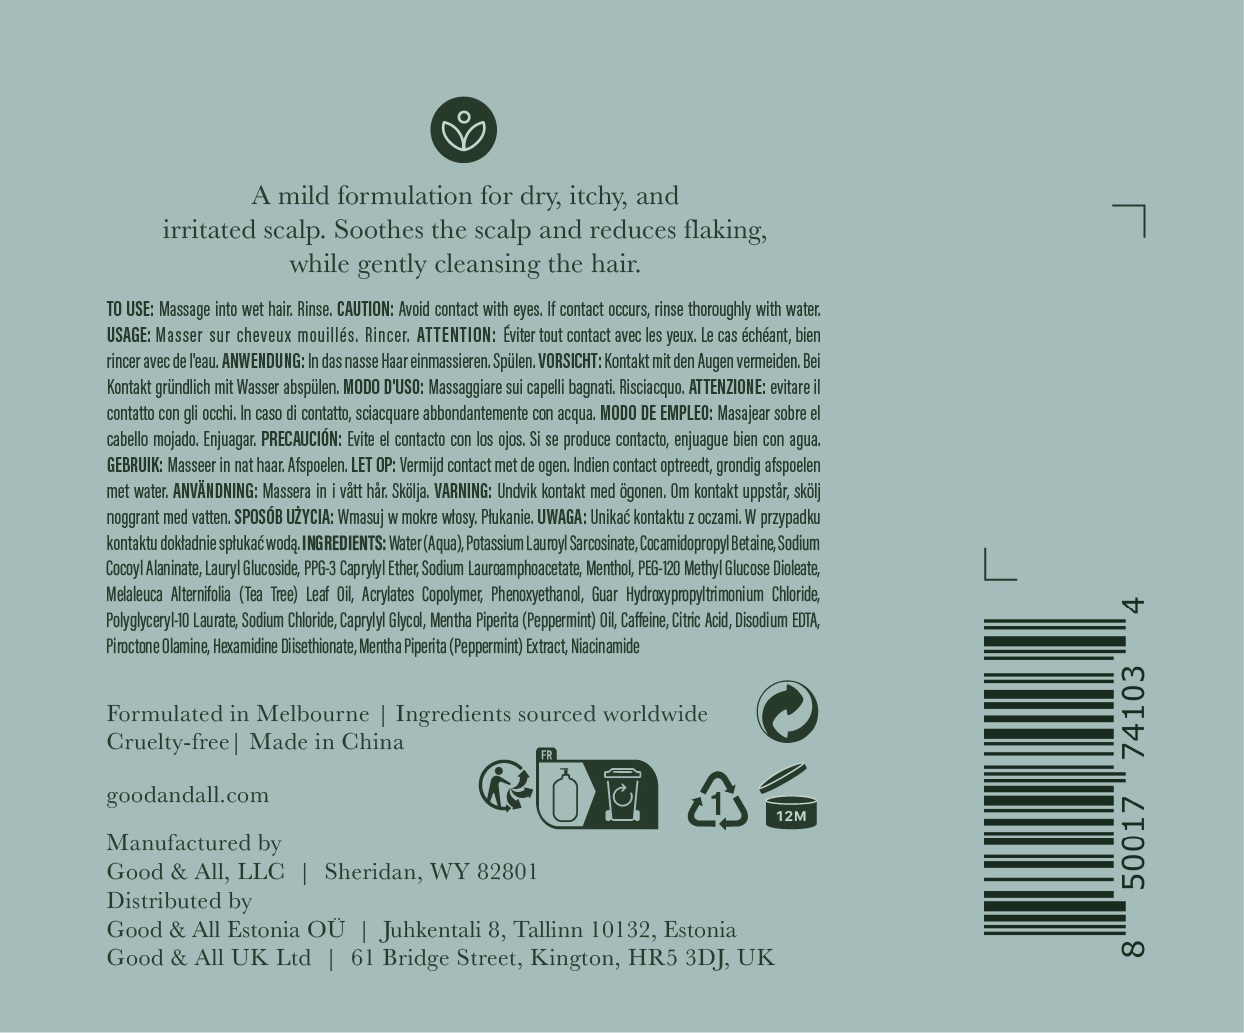 A mild formulation for dry, itchy, and
irritated scalp. Soothes the scalp and reduces flaking,
while gently cleansing the hair.
TO USE: Massage into wet hair. Rinse. CAUTION: Avoid contact with eyes. If contact occurs, rinse thoroughly with water.
USAGE: Masser sur cheveux mouillés. Rincer. ATTENTION: Éviter tout contact avec les yeux. Le cas échéant, bien
rincer avec de l'eau. ANWENDUNG: In das nasse Haar einmassieren. Spülen. VORSICHT: Kontakt mit den Augen vermeiden. Bei
Kontakt gründlich mit Wasser abspülen. MODO D'USO: Massaggiare sui capelli bagnati. Risciacquo. ATTENZIONE: evitare il
contatto con gli occhi. In caso di contatto, sciacquare abbondantemente con acqua. MODO DE EMPLEO: Masajear sobre el
cabello mojado. Enjuagar. PRECAUCIÓN: Evite el contacto con los ojos. Si se produce contacto, enjuague bien con agua.
GEBRUIK: Masseer in nat haar. Afspoelen. LET OP: Vermijd contact met de ogen. Indien contact optreedt, grondig afspoelen
met water. ANVÄNDNING: Massera in i vått hår. Skölja. VARNING: Undvik kontakt med ögonen. Om kontakt uppstår, skölj
noggrant med vatten. SPOSÓB UŻYCIA: Wmasuj w mokre włosy. Płukanie. UWAGA: Unikać kontaktu z oczami. W przypadku
kontaktu dokładnie spłukać wodą. INGREDIENTS: Water (Aqua), Potassium Lauroyl Sarcosinate, Cocamidopropyl Betaine, Sodium
Cocoyl Alaninate, Lauryl Glucoside, PPG-3 Caprylyl Ether, Sodium Lauroamphoacetate, Menthol, PEG-120 Methyl Glucose Dioleate,
Melaleuca Alternifolia (Tea Tree) Leaf Oil, Acrylates Copolymer, Phenoxyethanol, Guar Hydroxypropyltrimonium Chloride,
Polyglyceryl-10 Laurate, Sodium Chloride, Caprylyl Glycol, Mentha Piperita (Peppermint) Oil, Caffeine, Citric Acid, Disodium EDTA,
Piroctone Olamine, Hexamidine Diisethionate, Mentha Piperita (Peppermint) Extract, Niacinamide
Formulated in Melbourne | Ingredients sourced worldwide
Cruelty-free| Made in China
FR
goodandall.com
1
12M
Manufactured by
Good & All, LLC | Sheridan, WY 82801
Distributed by
Good & All Estonia OÜ | Juhkentali 8, Tallinn 10132, Estonia
Good & All UK Ltd | 61 Bridge Street, Kington, HR5 3DJ, UK
8 50017 74103 4